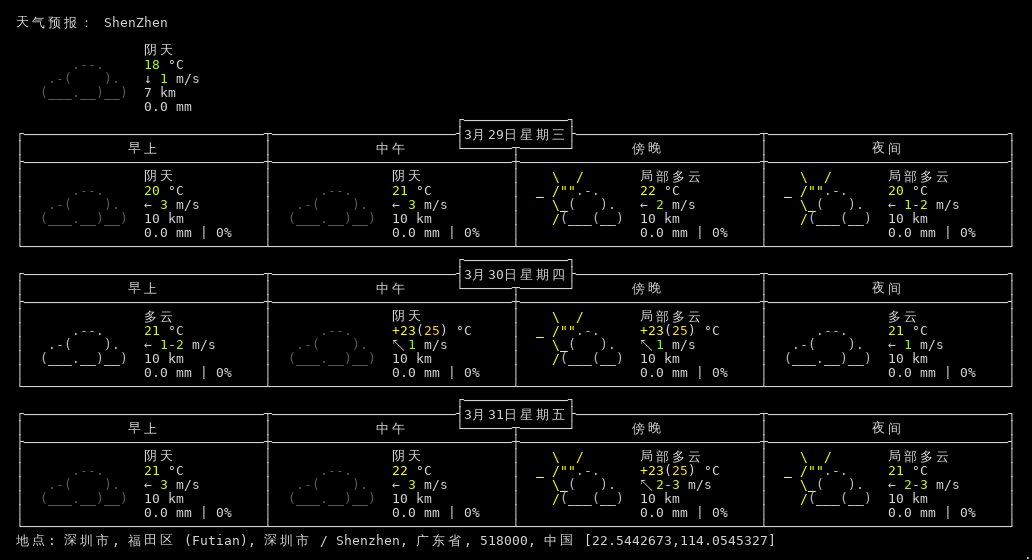 天气预报： ShenZhen
阴天
18 °C
↓ 1 m/s
7 km
0.0 mm
3月29日星期三
早上 中午 傍晚 夜间
阴天 阴天 局部多云 局部多云
20 °C 21 °C 22 °C 20 °C
← 3 m/s ← 3 m/s ← 2 m/s ← 1-2 m/s
10 km 10 km 10 km 10 km
0.0 mm | 0% 0.0 mm | 0% 0.0 mm | 0% 0.0 mm | 0%
3月30日星期四
早上 中午 傍晚 夜间
多云 阴天 局部多云 多云
21 °C +23(25) °C +23(25) °C 21 °C
← 1-2 m/s ↖ 1 m/s ↖ 1 m/s ← 1 m/s
10 km 10 km 10 km 10 km
0.0 mm | 0% 0.0 mm | 0% 0.0 mm | 0% 0.0 mm | 0%
3月31日星期五
早上 中午 傍晚 夜间
阴天 阴天 局部多云 局部多云
21 °C 22 °C +23(25) °C 21 °C
← 3 m/s ← 3 m/s ↖ 2-3 m/s ← 2-3 m/s
10 km 10 km 10 km 10 km
0.0 mm | 0% 0.0 mm | 0% 0.0 mm | 0% 0.0 mm | 0%
地点: 深圳市, 福田区 (Futian), 深圳市 / Shenzhen, 广东省, 518000, 中国 [22.5442673,114.0545327]